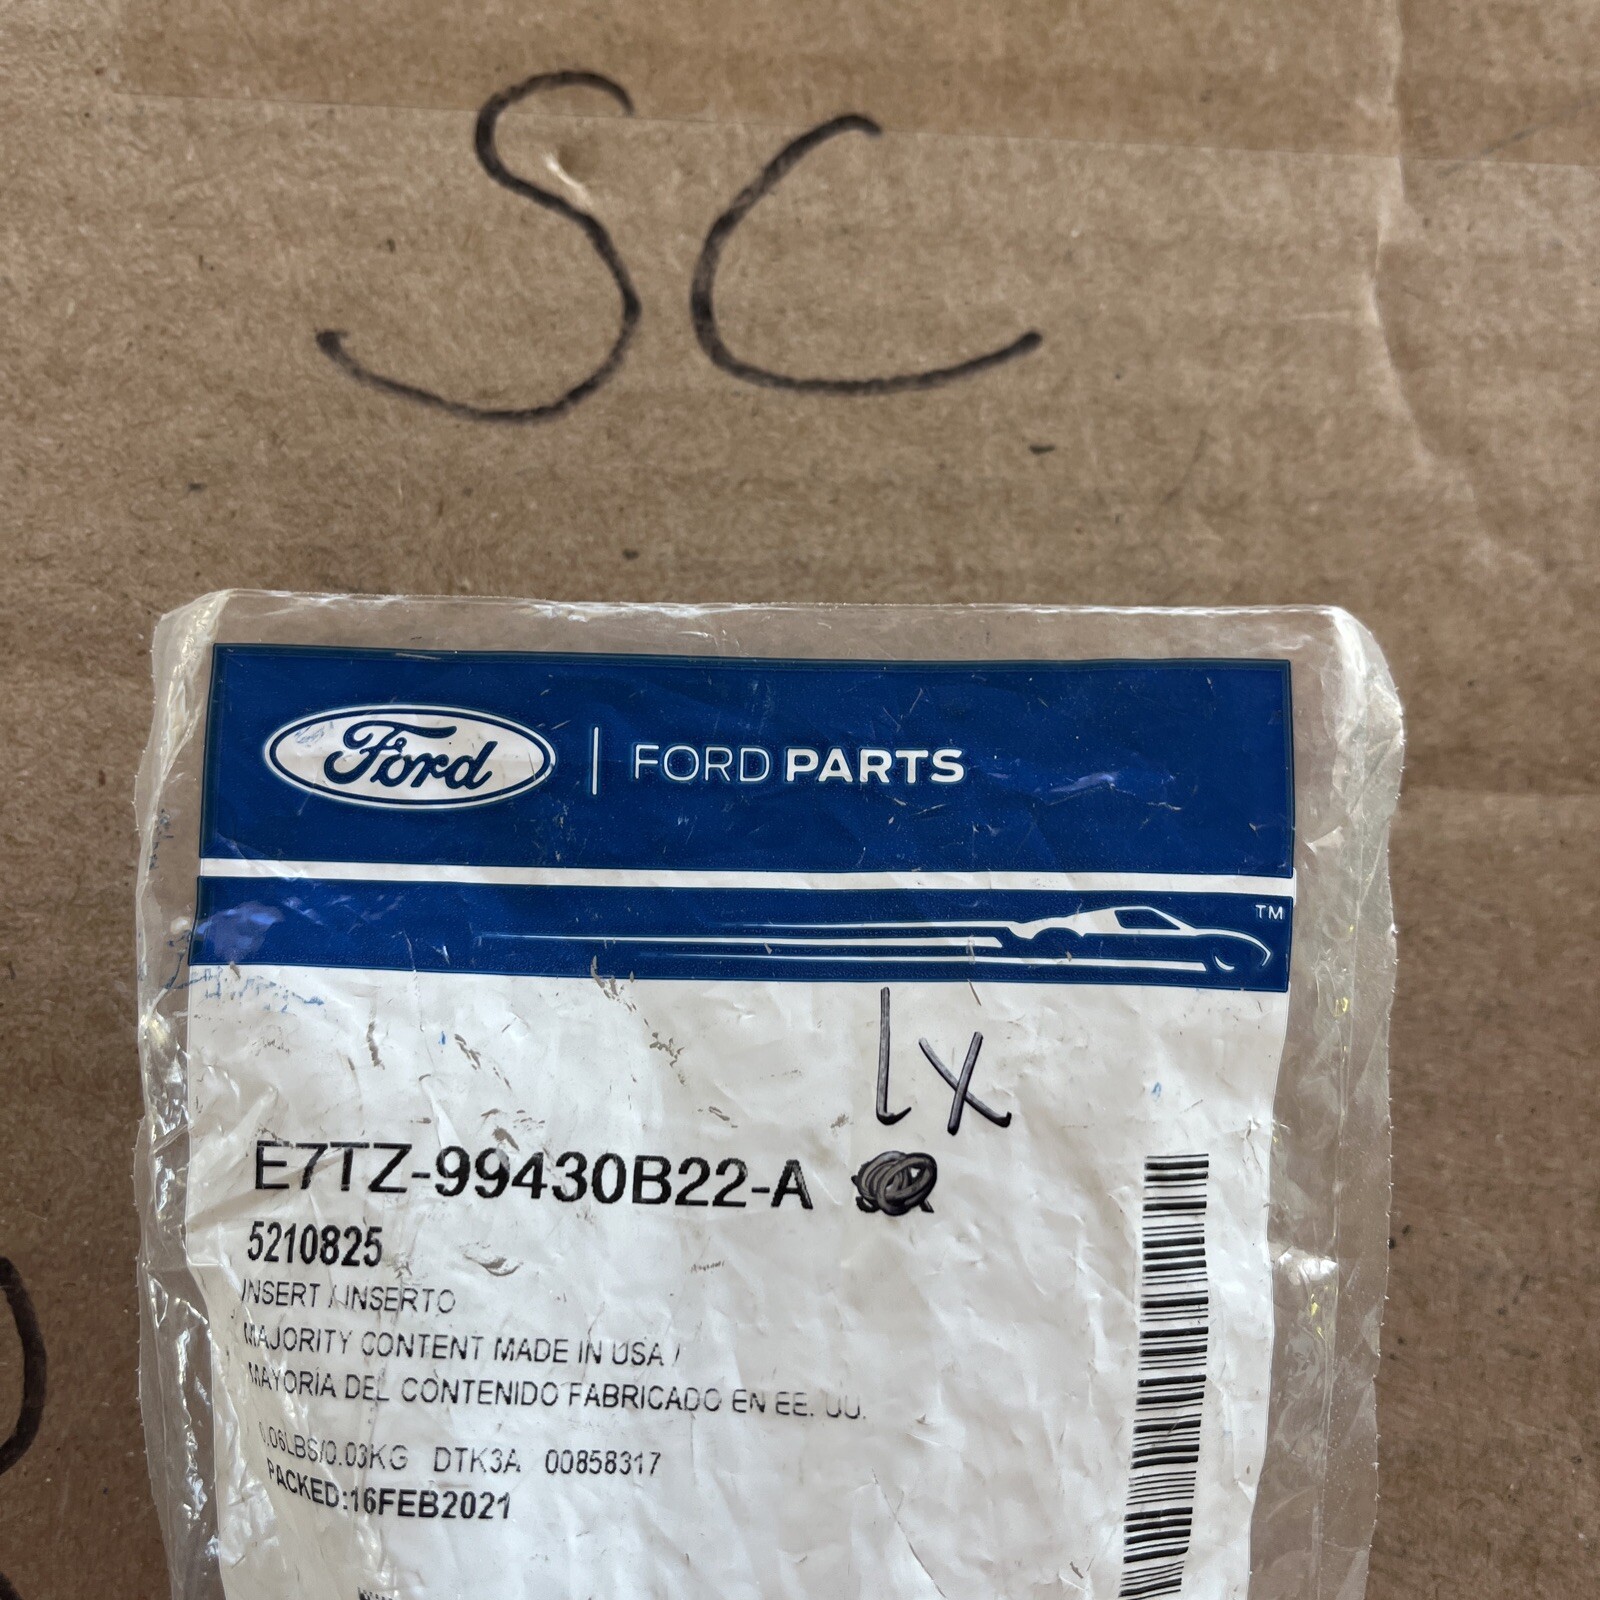 SC
Ford | FORD PARTS
TM
1X
E7TZ-99430B22-A
5210825
INSERT / INSERTO
MAJORITY CONTENT MADE IN USA /
MAYORÍA DEL CONTENIDO FABRICADO EN EE. UU.
0.06LBS/0.03KG DTK3A 00858317
PACKED:16FEB2021